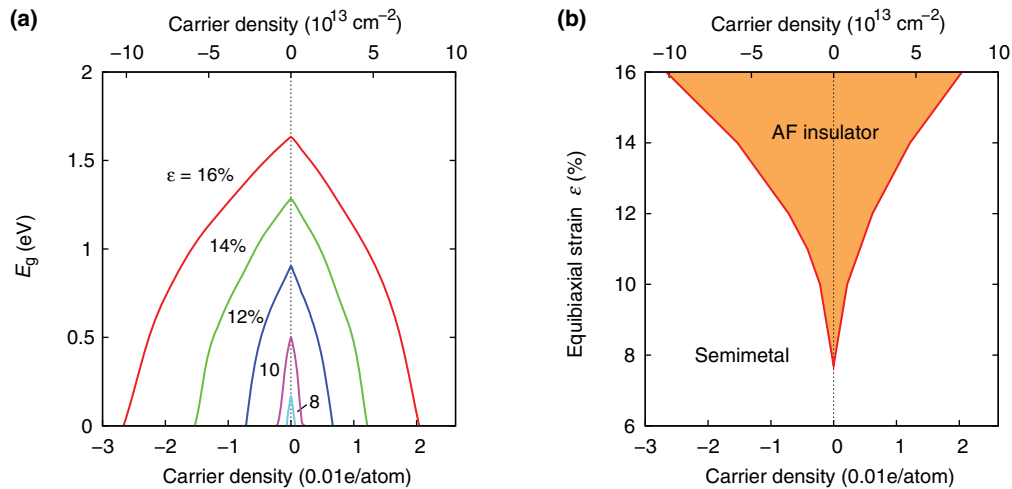 (a)
Carrier density (10^13 cm^−2)
−10 −5 0 5 10
2
1.5
1
0.5
0
E_g (eV)
ε = 16%
14%
12%
10
8
−3 −2 −1 0 1 2
Carrier density (0.01e/atom)
(b)
Carrier density (10^13 cm^−2)
−10 −5 0 5 10
16
14
12
10
8
6
Equibiaxial strain ε (%)
AF insulator
Semimetal
−3 −2 −1 0 1 2
Carrier density (0.01e/atom)